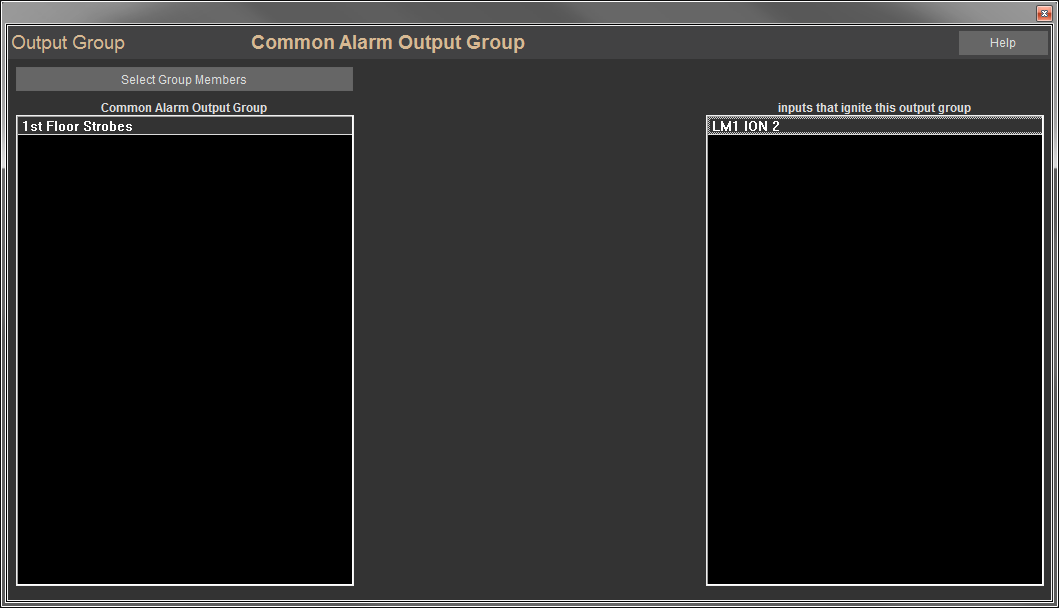 Output Group
Common Alarm Output Group
Help
Select Group Members
Common Alarm Output Group
1st Floor Strobes
inputs that ignite this output group
LM1 ION 2